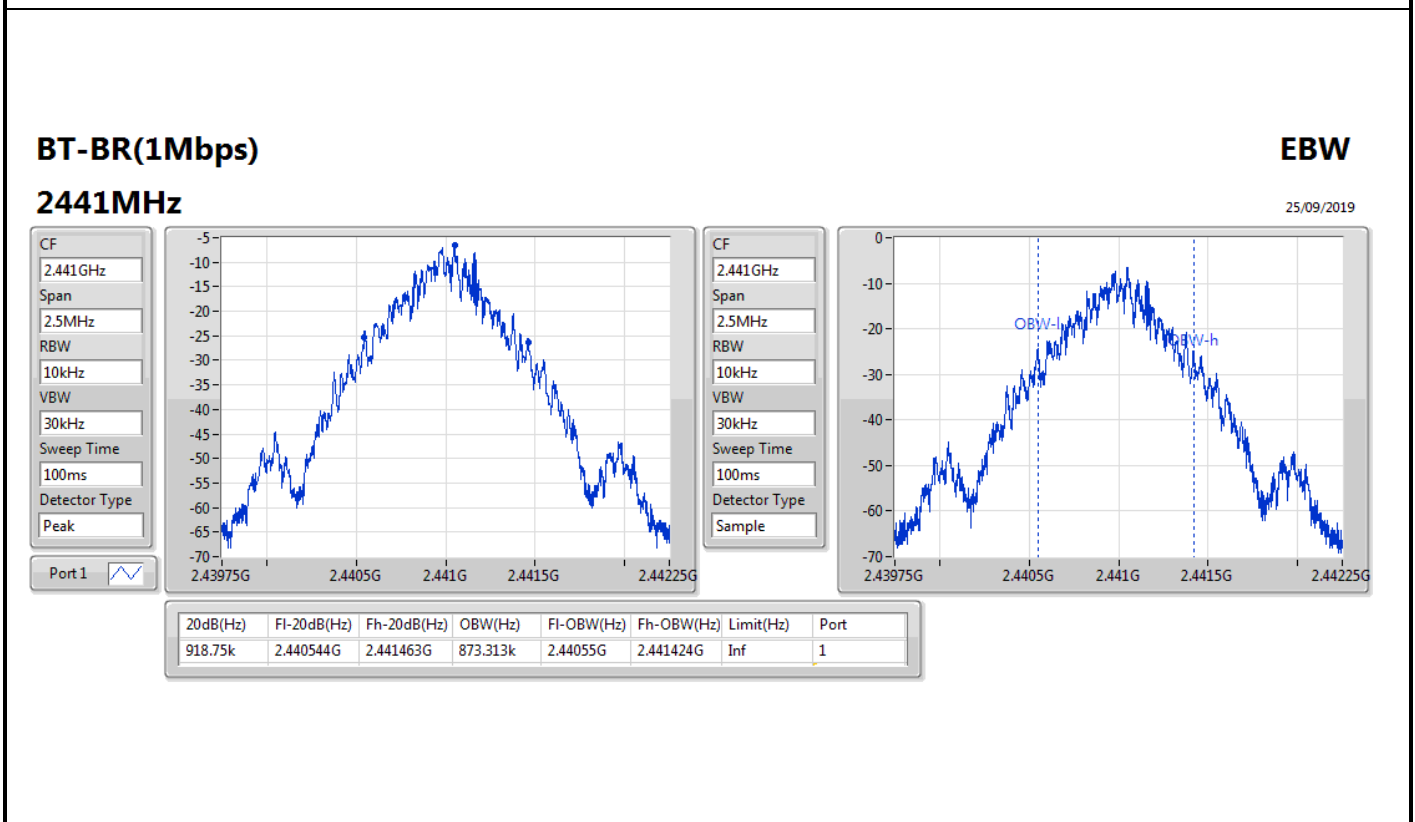 BT-BR(1Mbps)
EBW
2441MHz
25/09/2019
CF
2.441GHz
Span
2.5MHz
RBW
10kHz
VBW
30kHz
Sweep Time
100ms
Detector Type
Peak
Port 1
-5
-10
-15
-20
-25
-30
-35
-40
-45
-50
-55
-60
-65
-70
2.43975G 2.4405G 2.441G 2.4415G 2.44225G
CF
2.441GHz
Span
2.5MHz
RBW
10kHz
VBW
30kHz
Sweep Time
100ms
Detector Type
Sample
0
-10
-20
-30
-40
-50
-60
-70
OBW-l
OBW-h
2.43975G 2.4405G 2.441G 2.4415G 2.44225G
20dB(Hz) Fl-20dB(Hz) Fh-20dB(Hz) OBW(Hz) Fl-OBW(Hz) Fh-OBW(Hz) Limit(Hz) Port
918.75k 2.440544G 2.441463G 873.313k 2.44055G 2.441424G Inf 1